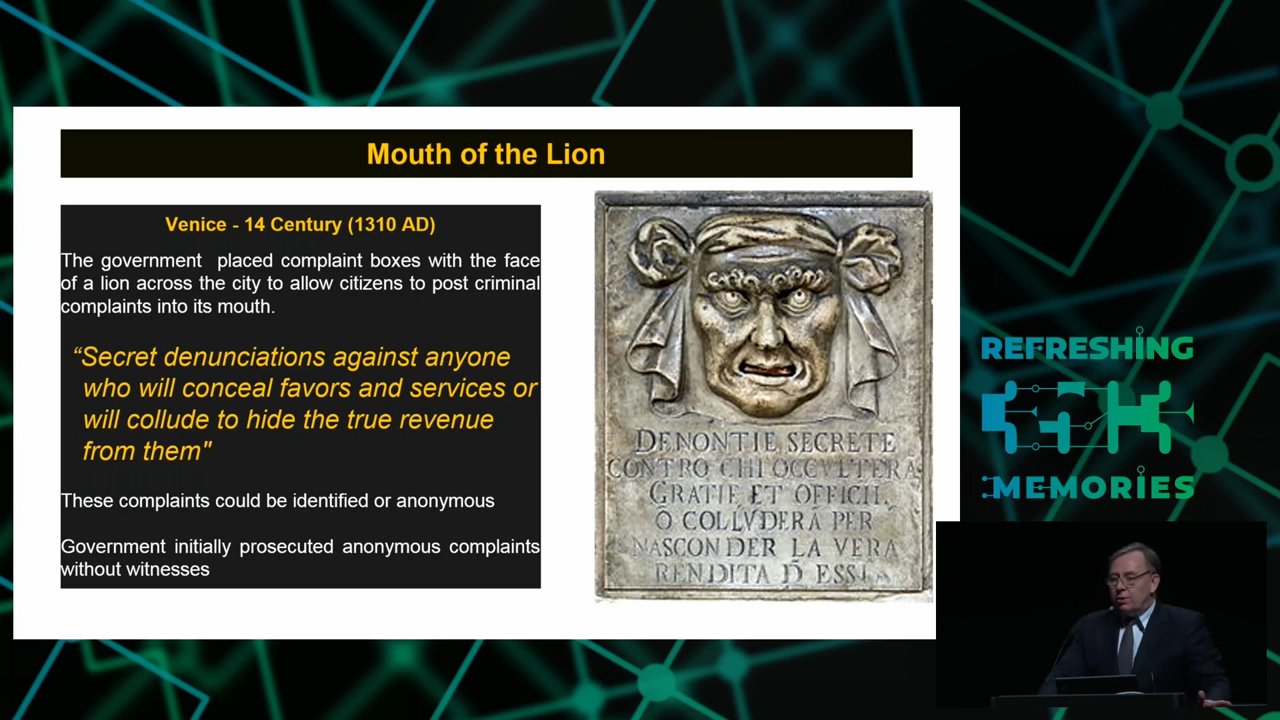 Mouth of the Lion
Venice - 14 Century (1310 AD)
The government placed complaint boxes with the face
of a lion across the city to allow citizens to post criminal
complaints into its mouth.
“Secret denunciations against anyone
who will conceal favors and services or
will collude to hide the true revenue
from them"
These complaints could be identified or anonymous
Government initially prosecuted anonymous complaints
without witnesses
DENONTIE SECRETE
CONTRO CHI OCCVLTERA
GRATIE ET OFFICII,
Ò COLLVDERÁ PER
NASCONDER LA VERA
RENDITA D ESSI
REFRESHING
MEMORIES